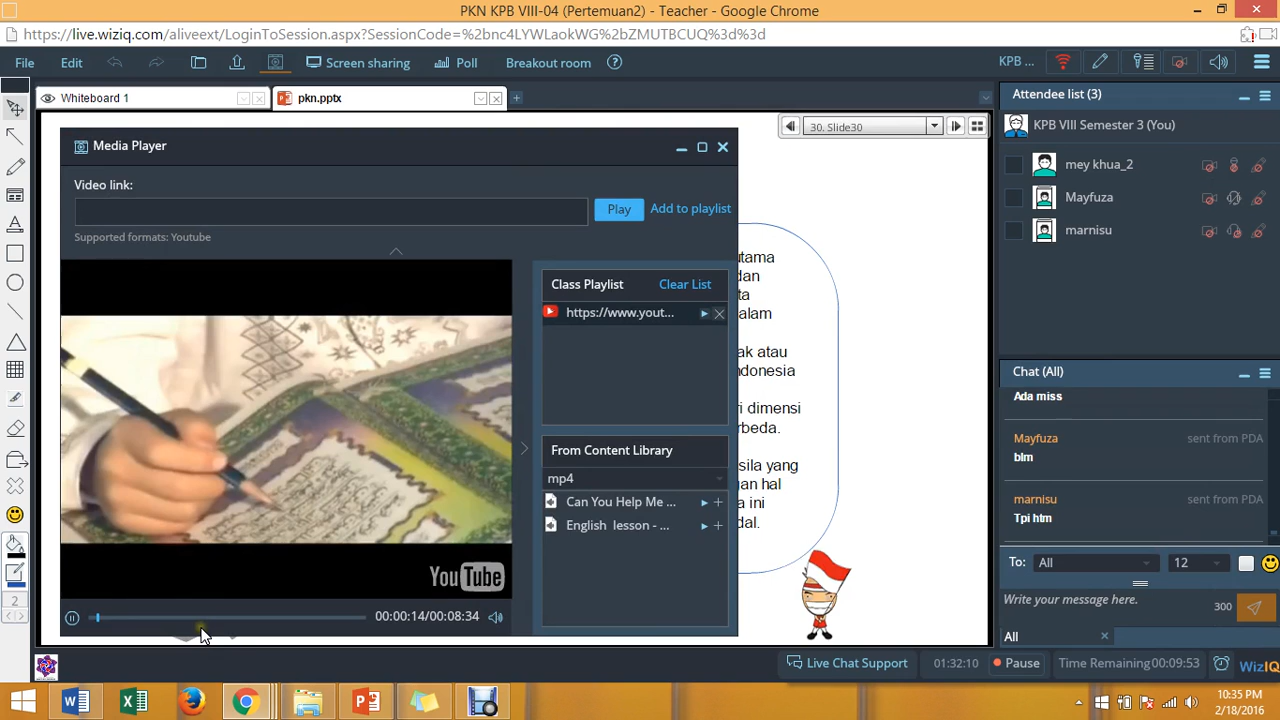 PKN KPB VIII-04 (Pertemuan2) - Teacher - Google Chrome
https://live.wiziq.com/aliveext/LoginToSession.aspx?SessionCode=%2bnc4LYWLaokWG%2bZMUTBCUQ%3d%3d
File Edit Screen sharing Poll Breakout room KPB ...
Whiteboard 1 pkn.pptx
30. Slide30
Attendee list (3)
KPB VIII Semester 3 (You)
mey khua_2
Mayfuza
marnisu
Media Player
Video link:
Play Add to playlist
Supported formats: Youtube
Class Playlist Clear List
https://www.yout...
From Content Library
mp4
Can You Help Me ...
English lesson - ...
YouTube
00:00:14/00:08:34
utama
dan
ta
alam
ak atau
donesia
ri dimensi
rbeda.
sila yang
gan hal
a ini
dal.
Chat (All)
Ada miss
Mayfuza sent from PDA
blm
marnisu sent from PDA
Tpi htm
To: All 12
Write your message here. 300
All
Live Chat Support 01:32:10 Pause Time Remaining 00:09:53 WizIQ
2
10:35 PM
2/18/2016